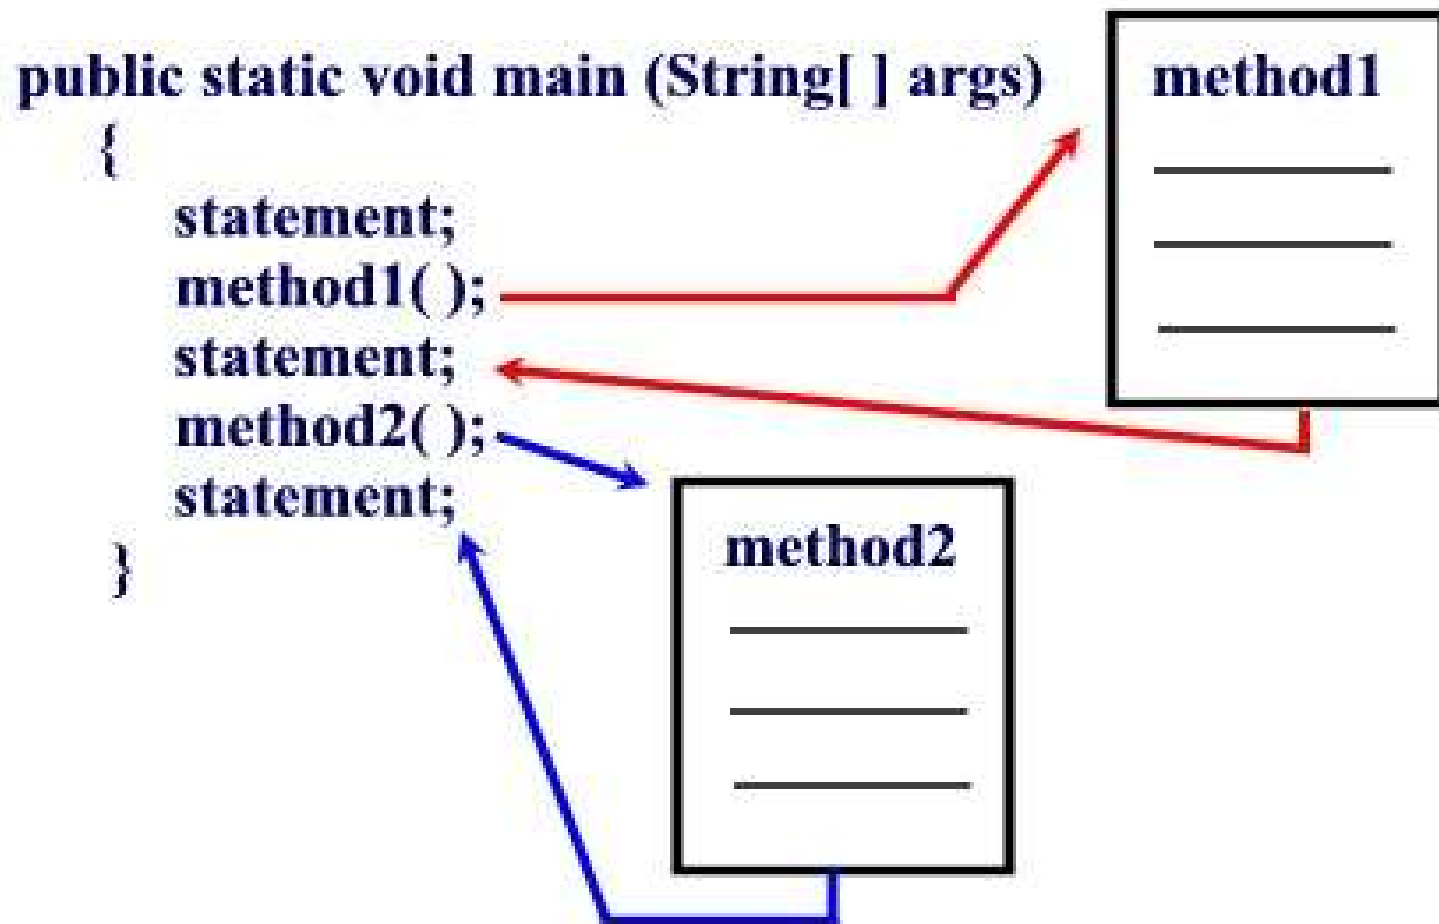 public static void main (String[ ] args)
{
statement;
method1( );
statement;
method2( );
statement;
}
method1
method2